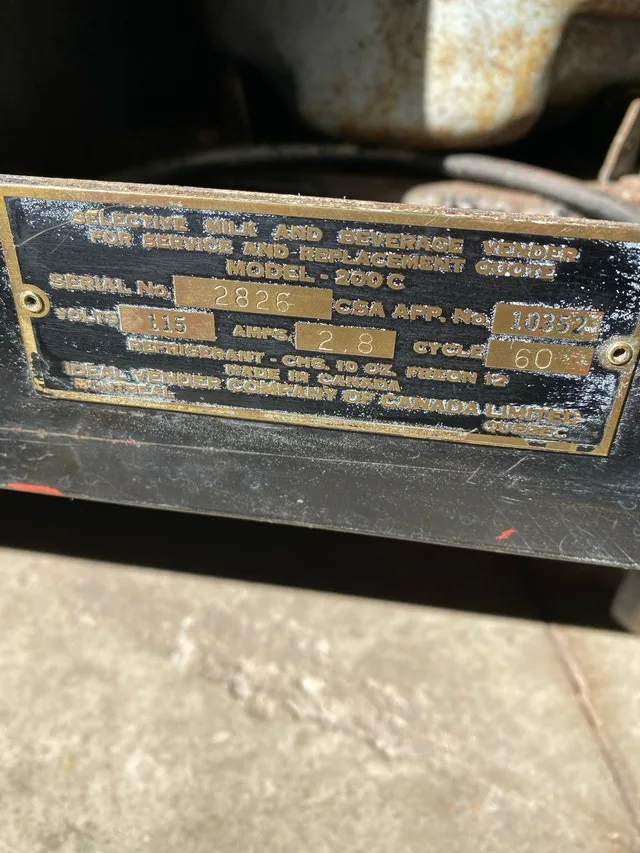 SELECTIVE MILK AND BEVERAGE VENDER
FOR SERVICE AND REPLACEMENT QUOTE
MODEL - 200C
SERIAL No. 2826 CSA APP. No. 10352
VOLTS 115 AMPS. 2 8 CYCLE 60
REFRIGERANT - CHG. 10 OZ. FREON 12
MADE IN CANADA
IDEAL VENDER COMPANY OF CANADA LIMITED
MONTREAL QUEBEC